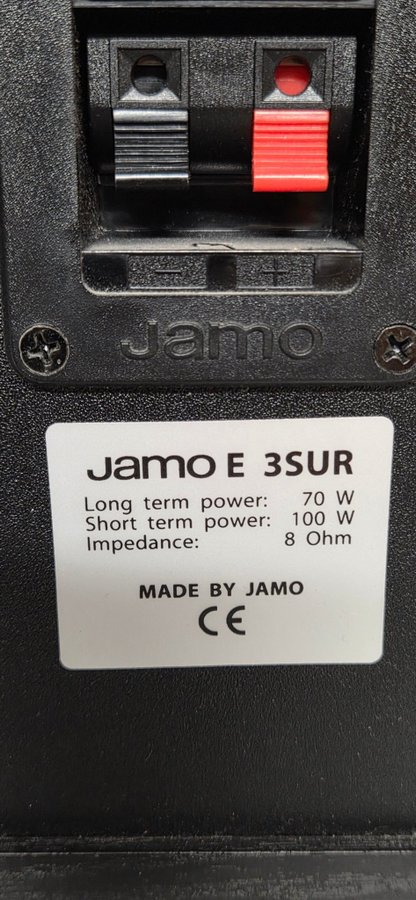 - +
Jamo
Jamo E 3SUR
Long term power: 70 W
Short term power: 100 W
Impedance: 8 Ohm
MADE BY JAMO
CE